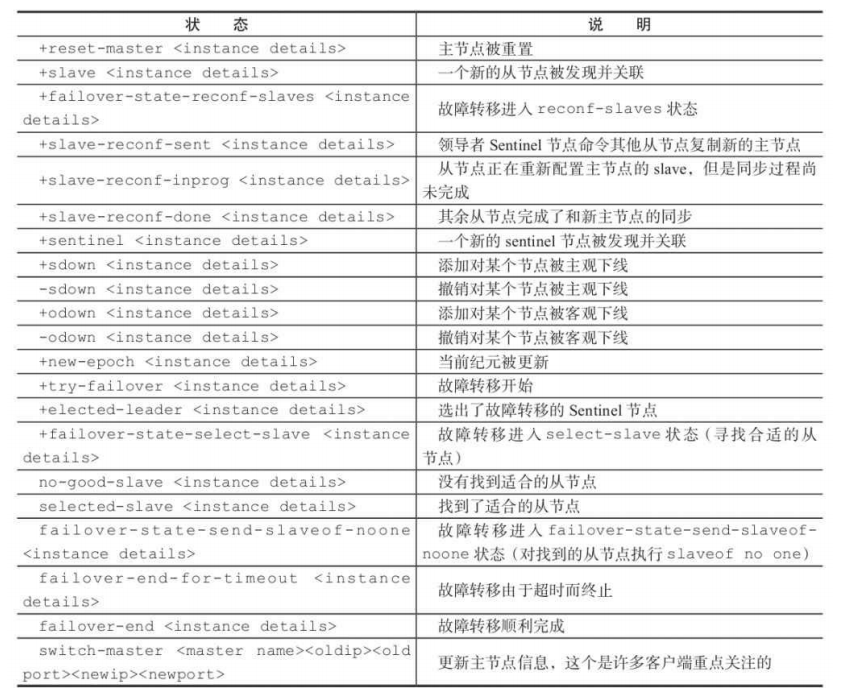 状 态 说 明
+reset-master <instance details> 主节点被重置
+slave <instance details> 一个新的从节点被发现并关联
+failover-state-reconf-slaves <instance
details>
故障转移进入 reconf-slaves 状态
+slave-reconf-sent <instance details> 领导者 Sentinel 节点命令其他从节点复制新的主节点
+slave-reconf-inprog <instance details>
从节点正在重新配置主节点的 slave，但是同步过程尚
未完成
+slave-reconf-done <instance details> 其余从节点完成了和新主节点的同步
+sentinel <instance details> 一个新的 sentinel 节点被发现并关联
+sdown <instance details> 添加对某个节点被主观下线
-sdown <instance details> 撤销对某个节点被主观下线
+odown <instance details> 添加对某个节点被客观下线
-odown <instance details> 撤销对某个节点被客观下线
+new-epoch <instance details> 当前纪元被更新
+try-failover <instance details> 故障转移开始
+elected-leader <instance details> 选出了故障转移的 Sentinel 节点
+failover-state-select-slave <instance
details>
故障转移进入 select-slave 状态（寻找合适的从
节点）
no-good-slave <instance details> 没有找到适合的从节点
selected-slave <instance details> 找到了适合的从节点
failover-state-send-slaveof-noone
<instance details>
故障转移进入 failover-state-send-slaveof-
noone 状态（对找到的从节点执行 slaveof no one）
failover-end-for-timeout <instance
details>
故障转移由于超时而终止
failover-end <instance details> 故障转移顺利完成
switch-master <master name><oldip><old
port><newip><newport>
更新主节点信息，这个是许多客户端重点关注的